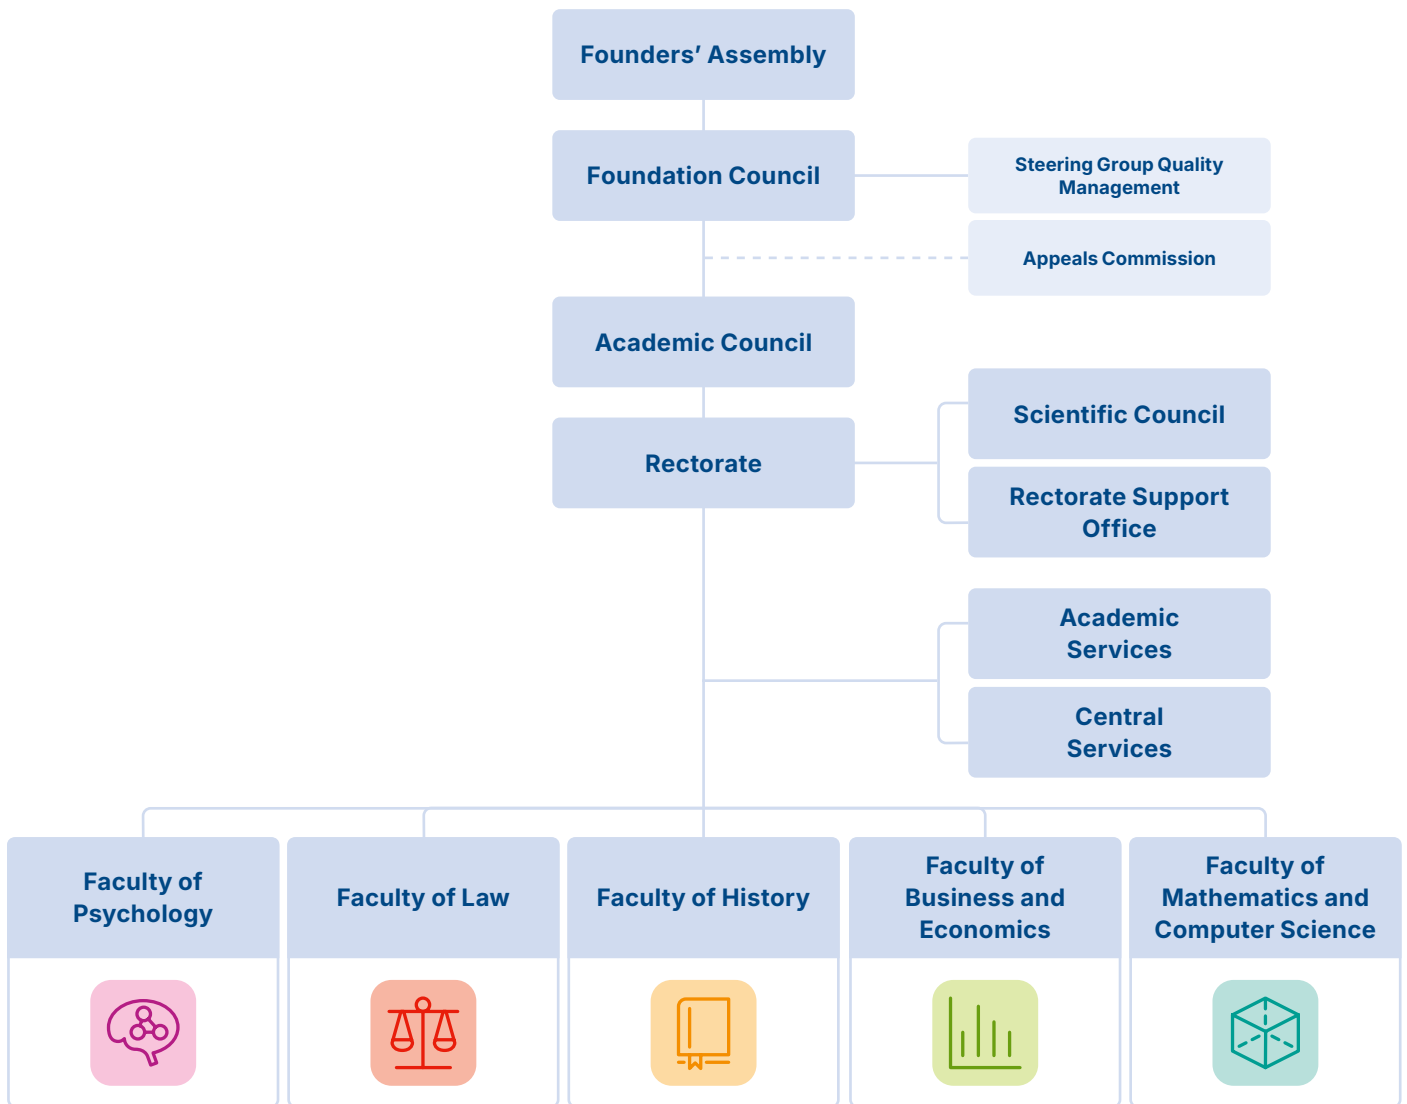 Founders’ Assembly
Foundation Council
Steering Group Quality
Management
Appeals Commission
Academic Council
Scientific Council
Rectorate
Rectorate Support
Office
Academic
Services
Central
Services
Faculty of
Psychology
Faculty of Law
Faculty of History
Faculty of
Business and
Economics
Faculty of
Mathematics and
Computer Science